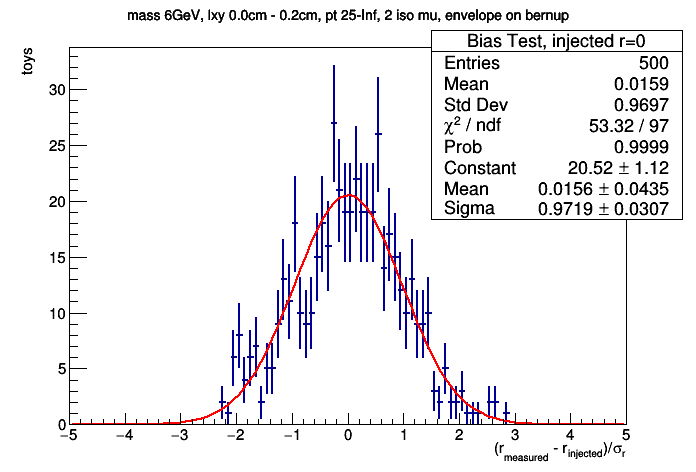 mass 6GeV, lxy 0.0cm - 0.2cm, pt 25-Inf, 2 iso mu, envelope on bernup
Bias Test, injected r=0
Entries 500
Mean 0.0159
Std Dev 0.9697
χ² / ndf 53.32 / 97
Prob 0.9999
Constant 20.52 ± 1.12
Mean 0.0156 ± 0.0435
Sigma 0.9719 ± 0.0307
toys
30
25
20
15
10
5
0
−5 −4 −3 −2 −1 0 1 2 3 4 5
(r_measured - r_injected)/σ_r